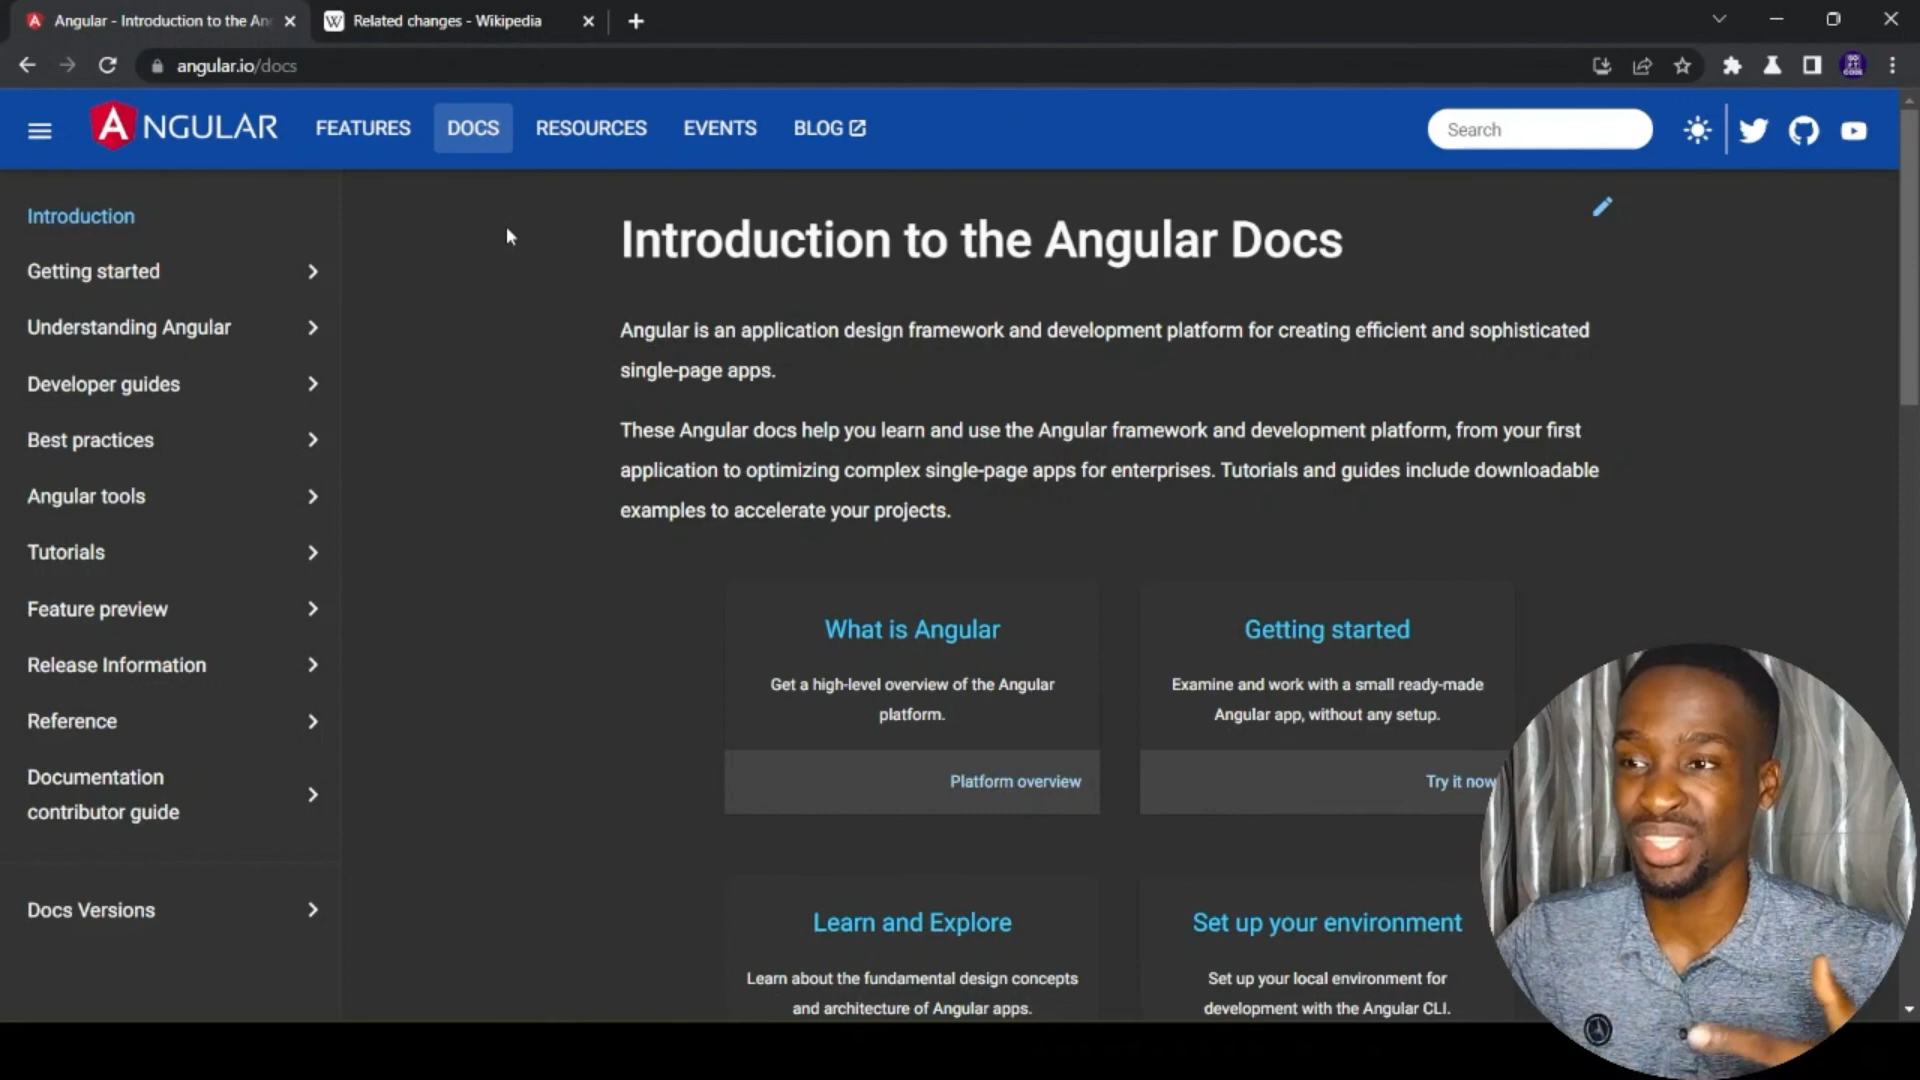 Angular - Introduction to the An
Related changes - Wikipedia
angular.io/docs
ANGULAR
FEATURES
DOCS
RESOURCES
EVENTS
BLOG
Search
Introduction
Getting started
Understanding Angular
Developer guides
Best practices
Angular tools
Tutorials
Feature preview
Release Information
Reference
Documentation
contributor guide
Docs Versions
Introduction to the Angular Docs
Angular is an application design framework and development platform for creating efficient and sophisticated
single-page apps.
These Angular docs help you learn and use the Angular framework and development platform, from your first
application to optimizing complex single-page apps for enterprises. Tutorials and guides include downloadable
examples to accelerate your projects.
What is Angular
Get a high-level overview of the Angular
platform.
Platform overview
Getting started
Examine and work with a small ready-made
Angular app, without any setup.
Try it now
Learn and Explore
Learn about the fundamental design concepts
and architecture of Angular apps.
Set up your environment
Set up your local environment for
development with the Angular CLI.